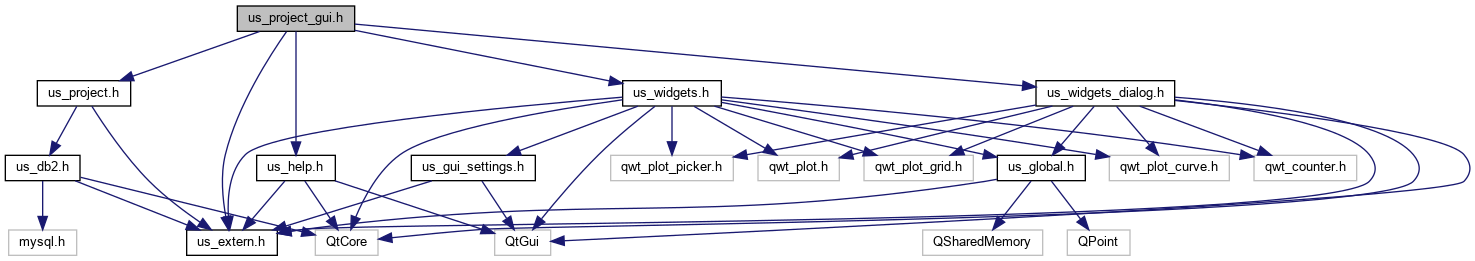 us_project_gui.h
us_project.h
us_widgets.h
us_widgets_dialog.h
us_db2.h
us_help.h
us_gui_settings.h
qwt_plot_picker.h
qwt_plot.h
qwt_plot_grid.h
us_global.h
qwt_plot_curve.h
qwt_counter.h
mysql.h
us_extern.h
QtCore
QtGui
QSharedMemory
QPoint